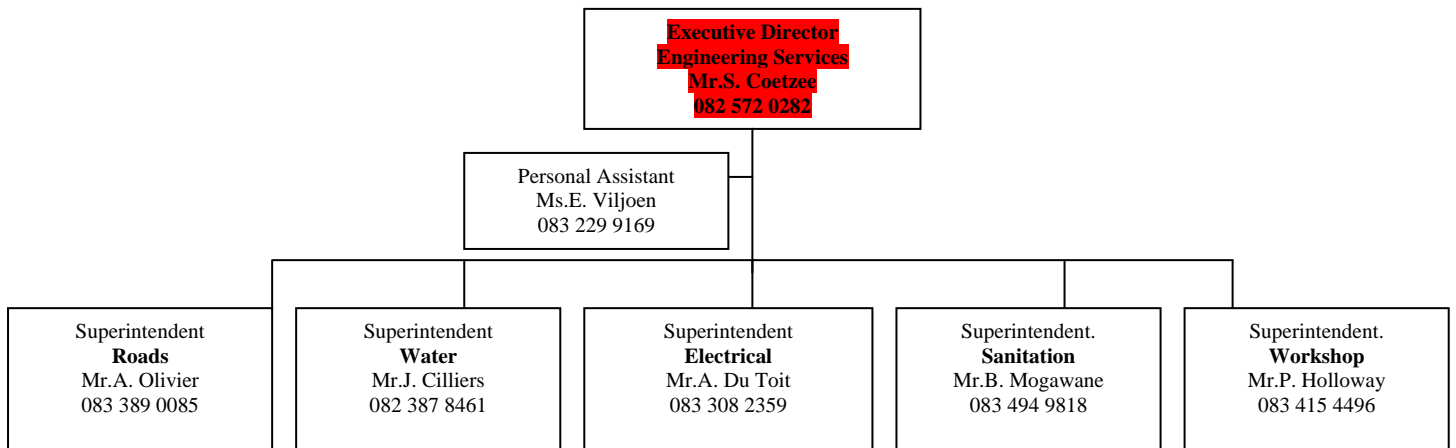 Executive Director
Engineering Services
Mr.S. Coetzee
082 572 0282
Personal Assistant
Ms.E. Viljoen
083 229 9169
Superintendent
Roads
Mr.A. Olivier
083 389 0085
Superintendent
Water
Mr.J. Cilliers
082 387 8461
Superintendent
Electrical
Mr.A. Du Toit
083 308 2359
Superintendent.
Sanitation
Mr.B. Mogawane
083 494 9818
Superintendent.
Workshop
Mr.P. Holloway
083 415 4496